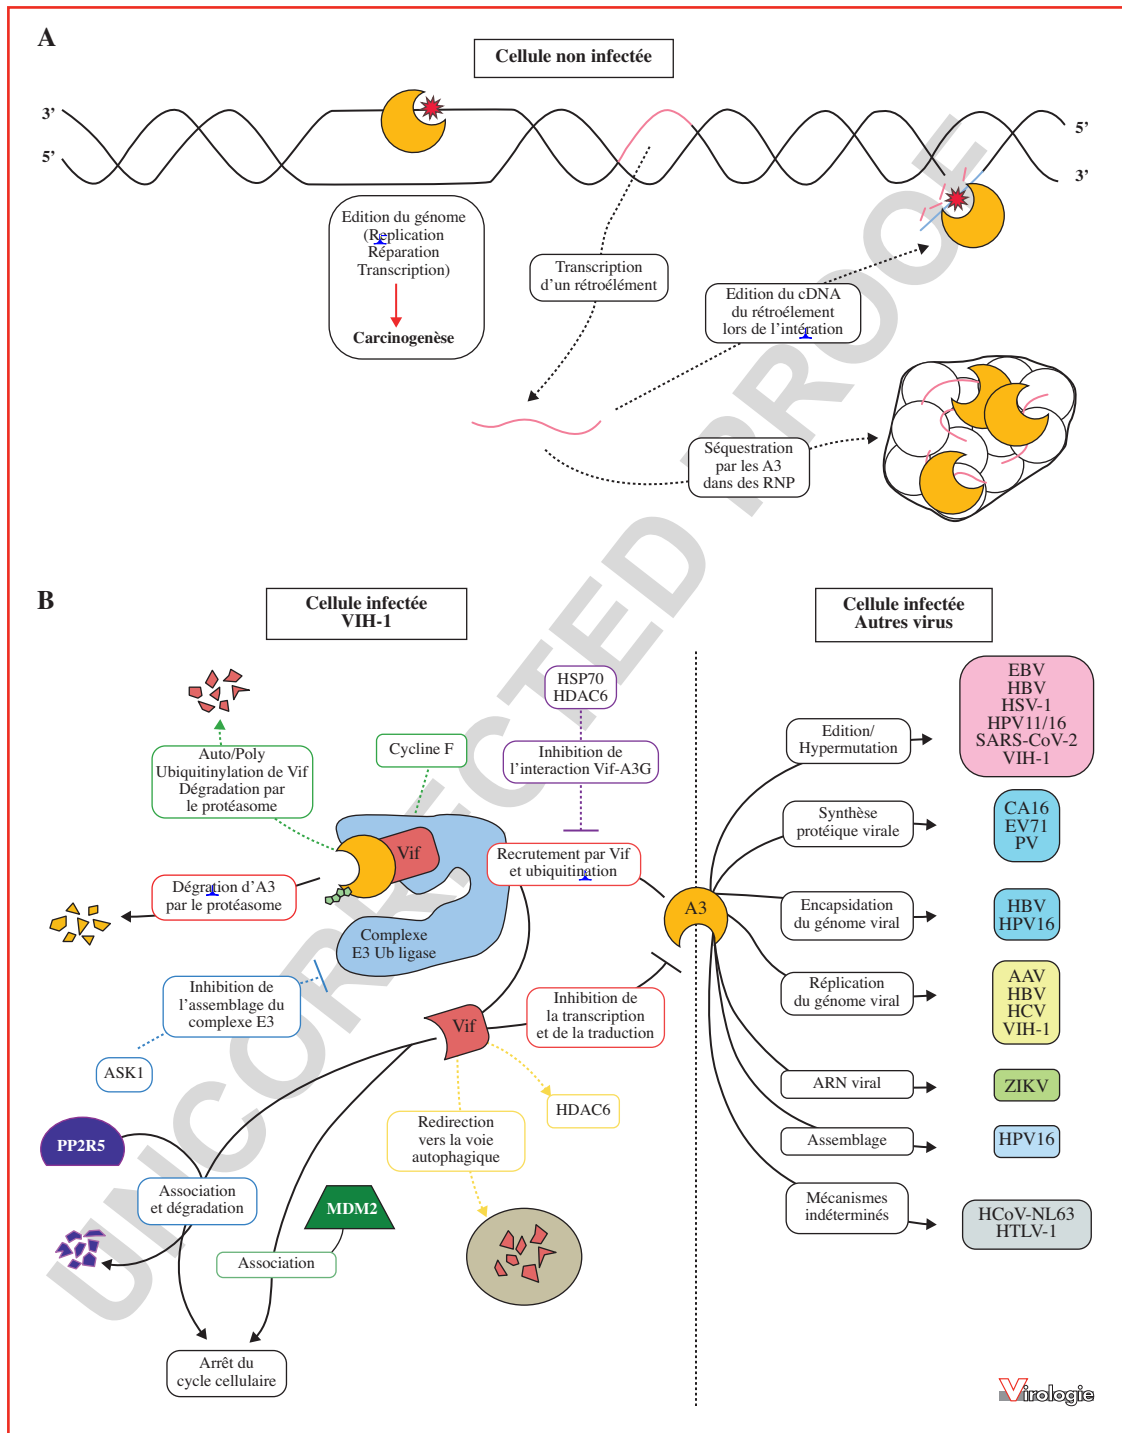 A
Cellule non infectée
3’
5’
5’
3’
Edition du génome
(Replication
Réparation
Transcription)
Carcinogenèse
Transcription
d’un rétroélément
Edition du cDNA
du rétroélement
lors de l’intération
Séquestration
par les A3
dans des RNP
UNCORRECTED PROOF
B
Cellule infectée
VIH-1
Cellule infectée
Autres virus
HSP70
HDAC6
Auto/Poly
Ubiquitinylation de Vif
Dégradation par
le protéasome
Cycline F
Inhibition de
l’interaction Vif-A3G
Vif
Recrutement par Vif
et ubiquitination
Dégration d’A3
par le protéasome
Complexe
E3 Ub ligase
Inhibition de
l’assemblage du
complexe E3
ASK1
Vif
Inhibition de
la transcription
et de la traduction
HDAC6
Redirection
vers la voie
autophagique
PP2R5
Association
et dégradation
MDM2
Association
Arrêt du
cycle cellulaire
A3
Edition/
Hypermutation
EBV
HBV
HSV-1
HPV11/16
SARS-CoV-2
VIH-1
Synthèse
protéique virale
CA16
EV71
PV
Encapsidation
du génome viral
HBV
HPV16
Réplication
du génome viral
AAV
HBV
HCV
VIH-1
ARN viral
ZIKV
Assemblage
HPV16
Mécanismes
indéterminés
HCoV-NL63
HTLV-1
Virologie